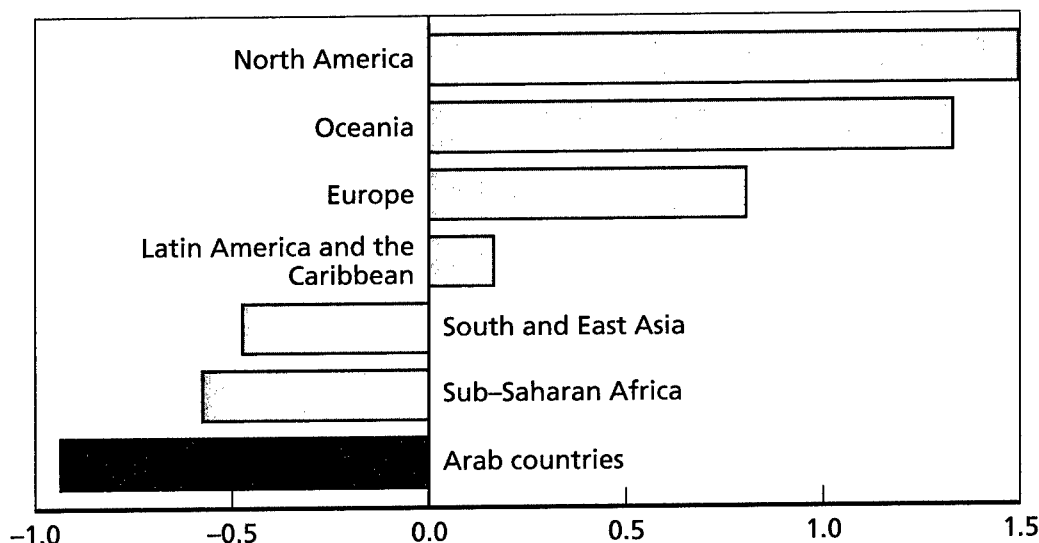 North America
Oceania
Europe
Latin America and the
Caribbean
South and East Asia
Sub–Saharan Africa
Arab countries
–1.0 –0.5 0.0 0.5 1.0 1.5